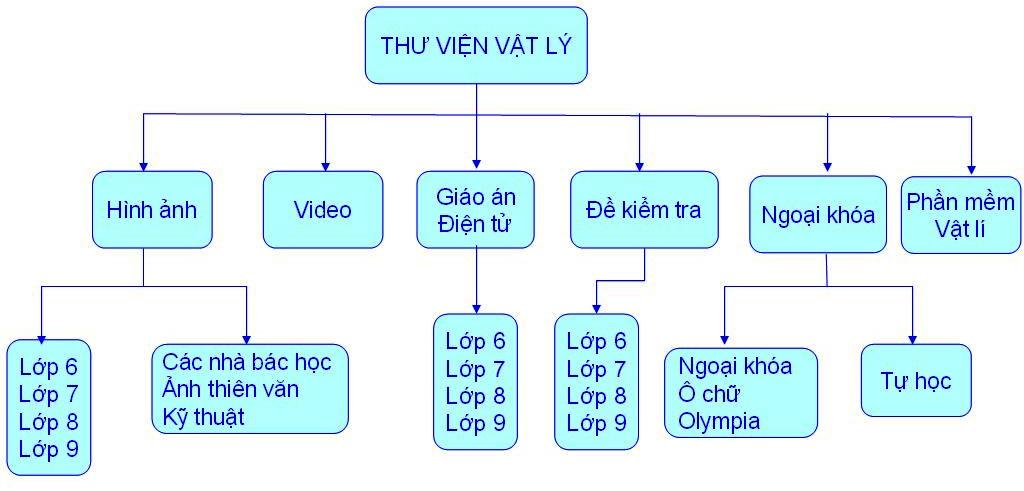 THƯ VIỆN VẬT LÝ
Hình ảnh
Video
Giáo án
Điện tử
Đề kiểm tra
Ngoại khóa
Phần mềm
Vật lí
Lớp 6
Lớp 7
Lớp 8
Lớp 9
Các nhà bác học
Ảnh thiên văn
Kỹ thuật
Lớp 6
Lớp 7
Lớp 8
Lớp 9
Lớp 6
Lớp 7
Lớp 8
Lớp 9
Ngoại khóa
Ô chữ
Olympia
Tự học